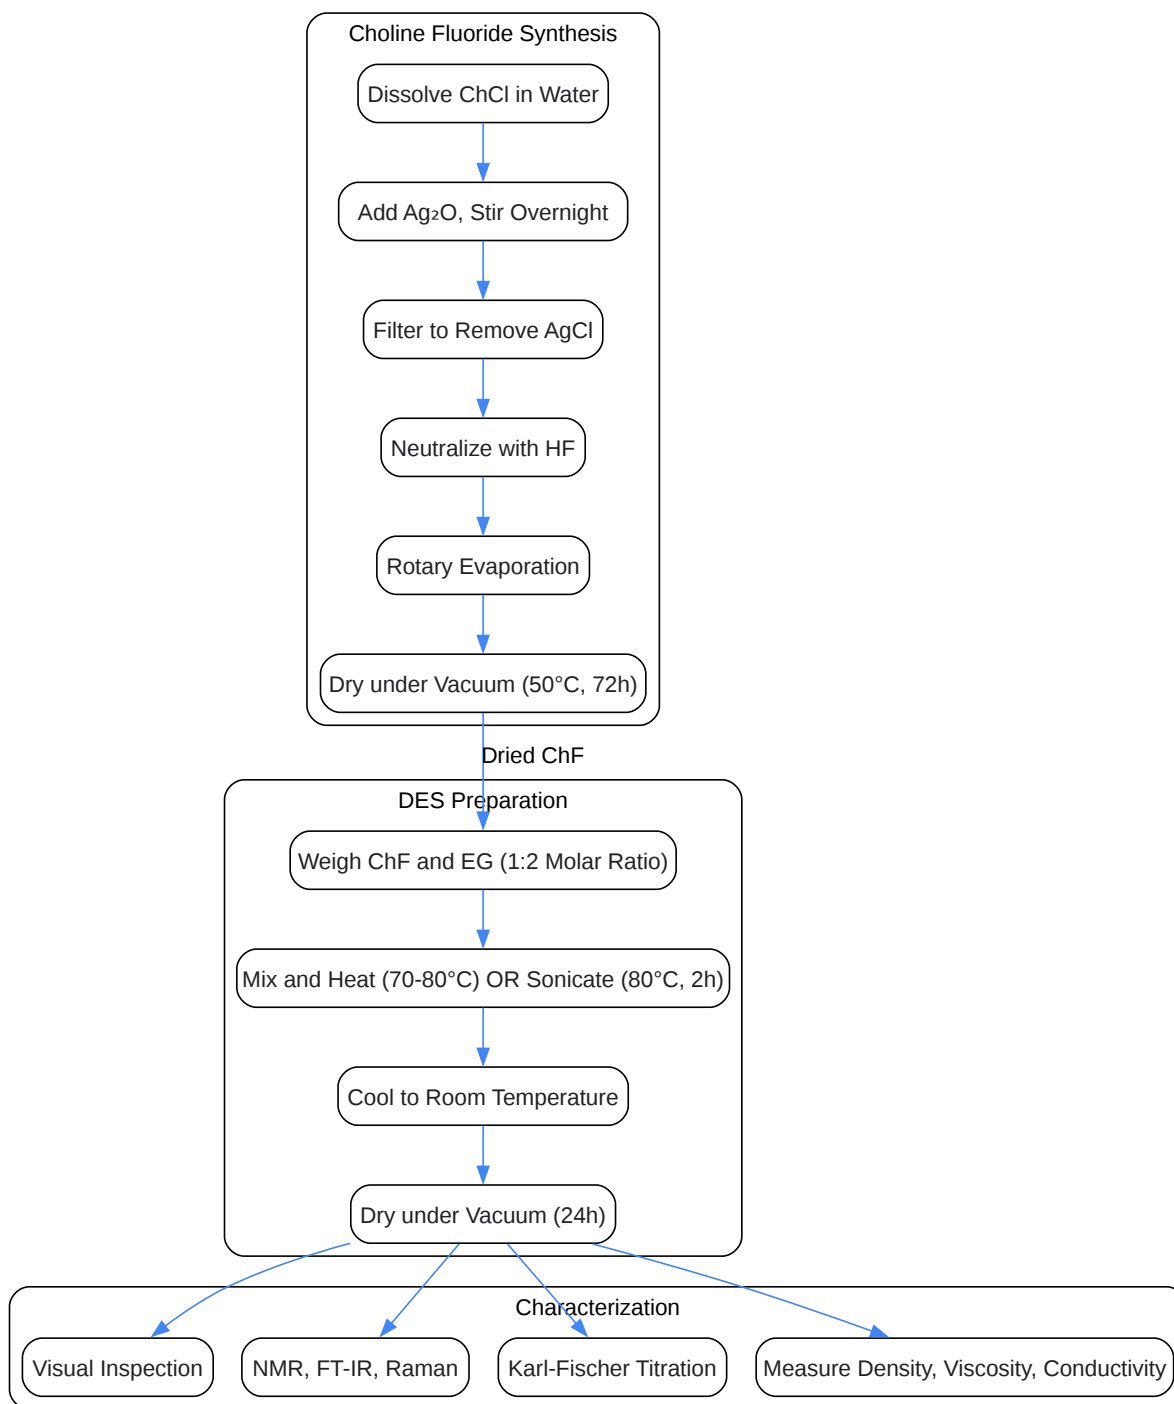 Choline Fluoride Synthesis
Dissolve ChCl in Water
Add Ag₂O, Stir Overnight
Filter to Remove AgCl
Neutralize with HF
Rotary Evaporation
Dry under Vacuum (50°C, 72h)
Dried ChF
DES Preparation
Weigh ChF and EG (1:2 Molar Ratio)
Mix and Heat (70-80°C) OR Sonicate (80°C, 2h)
Cool to Room Temperature
Dry under Vacuum (24h)
Characterization
Visual Inspection
NMR, FT-IR, Raman
Karl-Fischer Titration
Measure Density, Viscosity, Conductivity